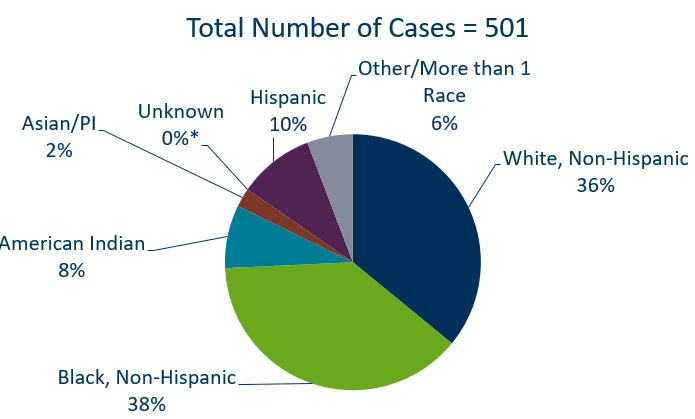 Total Number of Cases = 501
Other/More than 1
Race
6%
Hispanic
10%
Unknown
0%*
Asian/PI
2%
White, Non-Hispanic
36%
American Indian
8%
Black, Non-Hispanic
38%